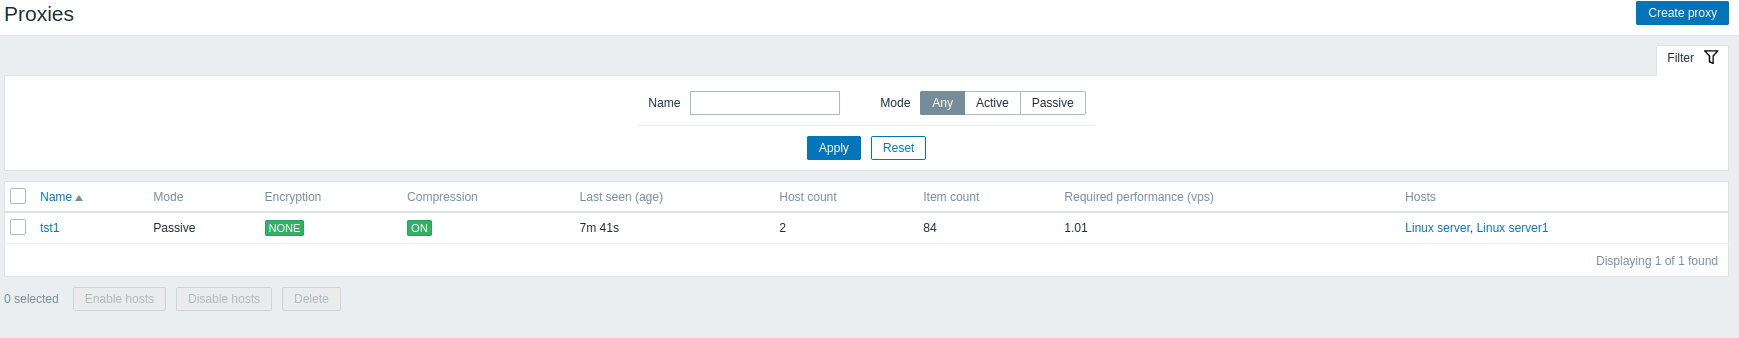 Proxies
Create proxy
Filter
Name Mode Any Active Passive
Apply Reset
Name Mode Encryption Compression Last seen (age) Host count Item count Required performance (vps) Hosts
tst1 Passive NONE ON 7m 41s 2 84 1.01 Linux server, Linux server1
Displaying 1 of 1 found
0 selected Enable hosts Disable hosts Delete